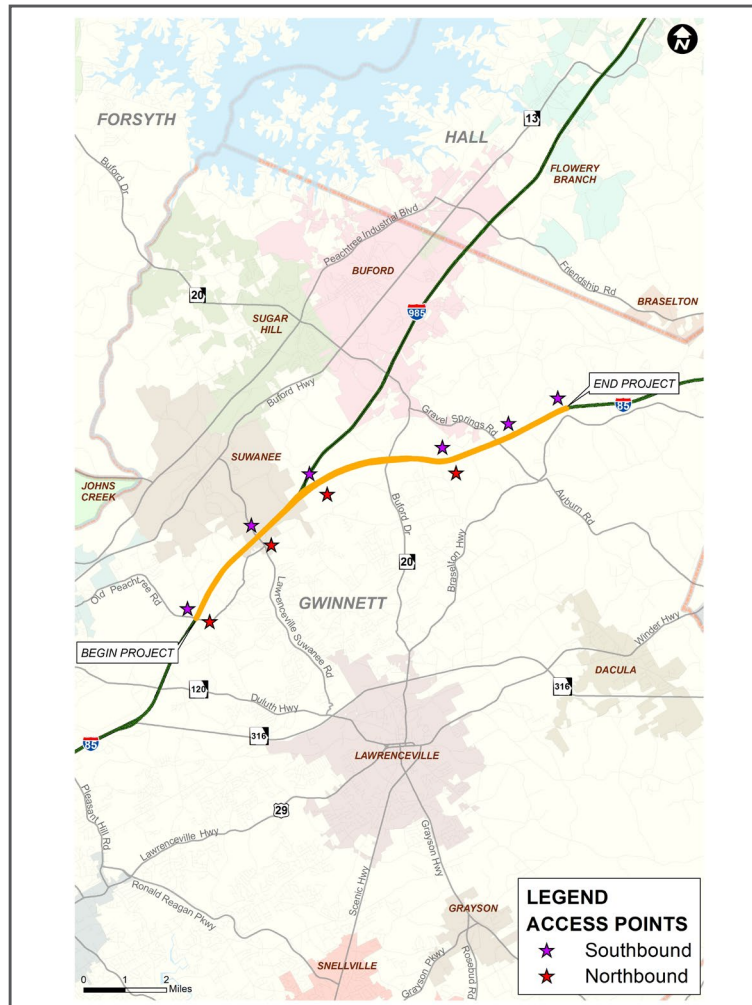 N
FORSYTH
HALL
13
FLOWERY
BRANCH
Buford Dr
Peachtree Industrial Blvd
BUFORD
Friendship Rd
BRASELTON
20
985
SUGAR
HILL
Buford Hwy
END PROJECT
85
Gravel Springs Rd
SUWANEE
JOHNS
CREEK
Buford Dr
Auburn Rd
20
Braselton Hwy
Old Peachtree Rd
Lawrenceville Suwanee Rd
GWINNETT
BEGIN PROJECT
Winder Hwy
DACULA
120
Duluth Hwy
316
316
85
LAWRENCEVILLE
29
Pleasant Hill Rd
Lawrenceville Hwy
Grayson Hwy
Ronald Reagan Pkwy
Scenic Hwy
GRAYSON
SNELLVILLE
Grayson Pkwy
Rosebud Rd
0 1 2
Miles
LEGEND
ACCESS POINTS
Southbound
Northbound